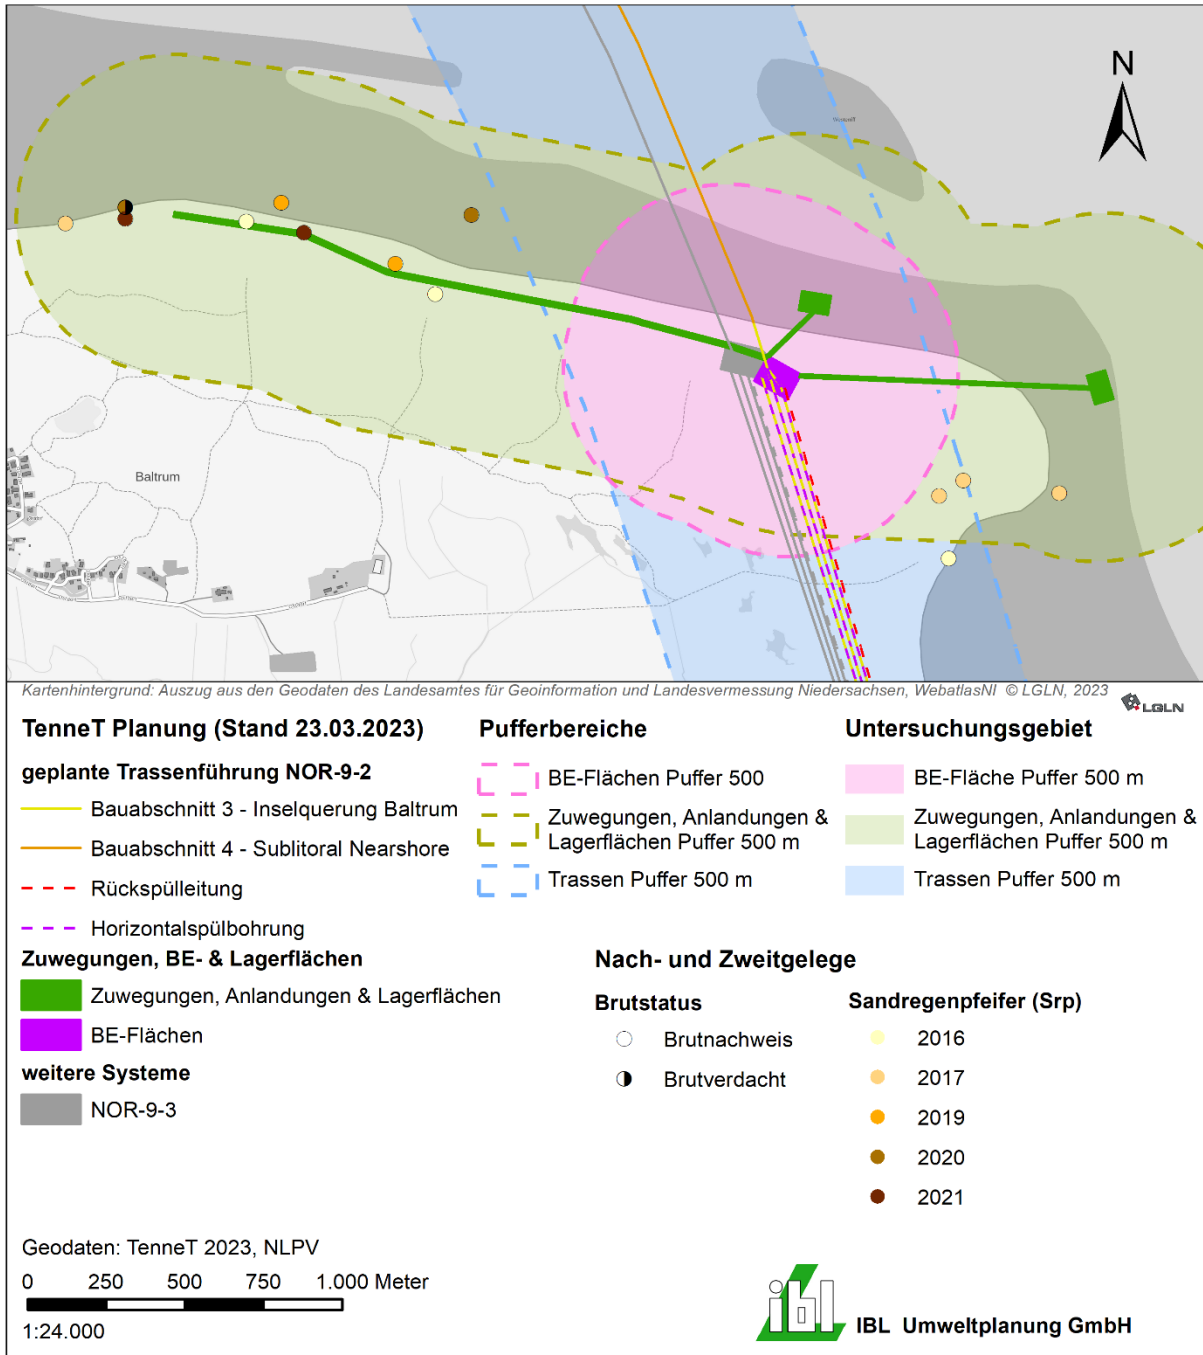 N
Baltrum
Kartenhintergrund: Auszug aus den Geodaten des Landesamtes für Geoinformation und Landesvermessung Niedersachsen, WebatlasNI © LGLN, 2023
LGLN
TenneT Planung (Stand 23.03.2023)
geplante Trassenführung NOR-9-2
Bauabschnitt 3 - Inselquerung Baltrum
Bauabschnitt 4 - Sublitoral Nearshore
Rückspülleitung
Horizontalspülbohrung
Zuwegungen, BE- & Lagerflächen
Zuwegungen, Anlandungen & Lagerflächen
BE-Flächen
weitere Systeme
NOR-9-3
Pufferbereiche
BE-Flächen Puffer 500
Zuwegungen, Anlandungen &
Lagerflächen Puffer 500 m
Trassen Puffer 500 m
Untersuchungsgebiet
BE-Fläche Puffer 500 m
Zuwegungen, Anlandungen &
Lagerflächen Puffer 500 m
Trassen Puffer 500 m
Nach- und Zweitgelege
Brutstatus
Brutnachweis
Brutverdacht
Sandregenpfeifer (Srp)
2016
2017
2019
2020
2021
Geodaten: TenneT 2023, NLPV
0 250 500 750 1.000 Meter
1:24.000
ibl
IBL Umweltplanung GmbH